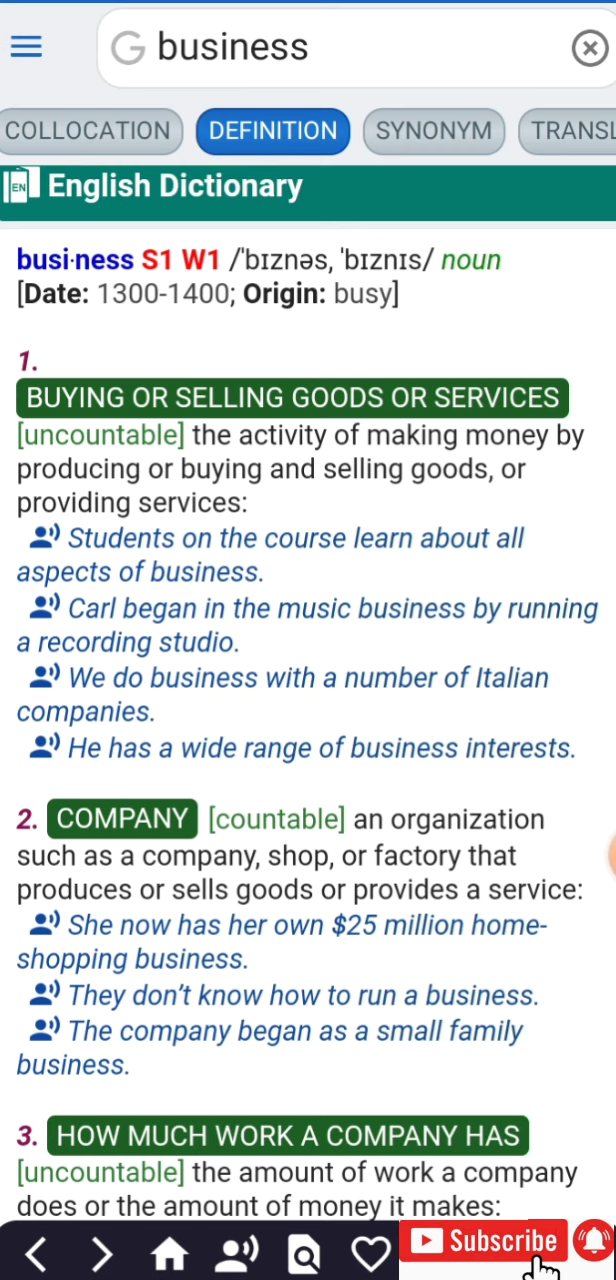 business
COLLOCATION DEFINITION SYNONYM TRANSL
EN English Dictionary
busi·ness S1 W1 /ˈbɪznəs, ˈbɪznɪs/ noun
[Date: 1300-1400; Origin: busy]
1.
BUYING OR SELLING GOODS OR SERVICES
[uncountable] the activity of making money by
producing or buying and selling goods, or
providing services:
Students on the course learn about all
aspects of business.
Carl began in the music business by running
a recording studio.
We do business with a number of Italian
companies.
He has a wide range of business interests.
2. COMPANY [countable] an organization
such as a company, shop, or factory that
produces or sells goods or provides a service:
She now has her own $25 million home-
shopping business.
They don’t know how to run a business.
The company began as a small family
business.
3. HOW MUCH WORK A COMPANY HAS
[uncountable] the amount of work a company
does or the amount of money it makes:
Subscribe